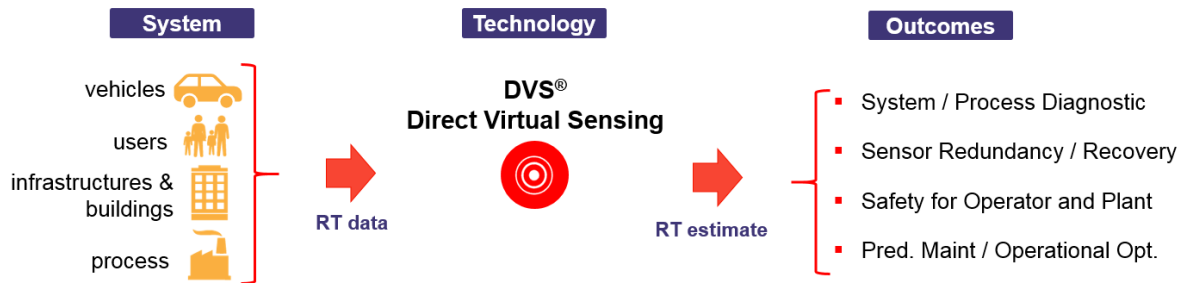 System
vehicles
users
infrastructures &
buildings
process
RT data
Technology
DVS®
Direct Virtual Sensing
RT estimate
Outcomes
System / Process Diagnostic
Sensor Redundancy / Recovery
Safety for Operator and Plant
Pred. Maint / Operational Opt.